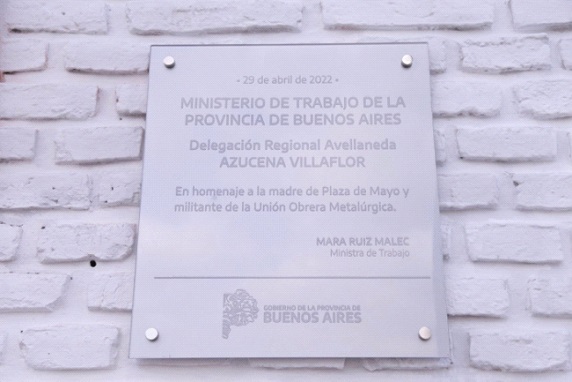 • 29 de abril de 2022 •
MINISTERIO DE TRABAJO DE LA
PROVINCIA DE BUENOS AIRES
Delegación Regional Avellaneda
AZUCENA VILLAFLOR
En homenaje a la madre de Plaza de Mayo y
militante de la Unión Obrera Metalúrgica.
MARA RUIZ MALEC
Ministra de Trabajo
GOBIERNO DE LA PROVINCIA DE
BUENOS AIRES